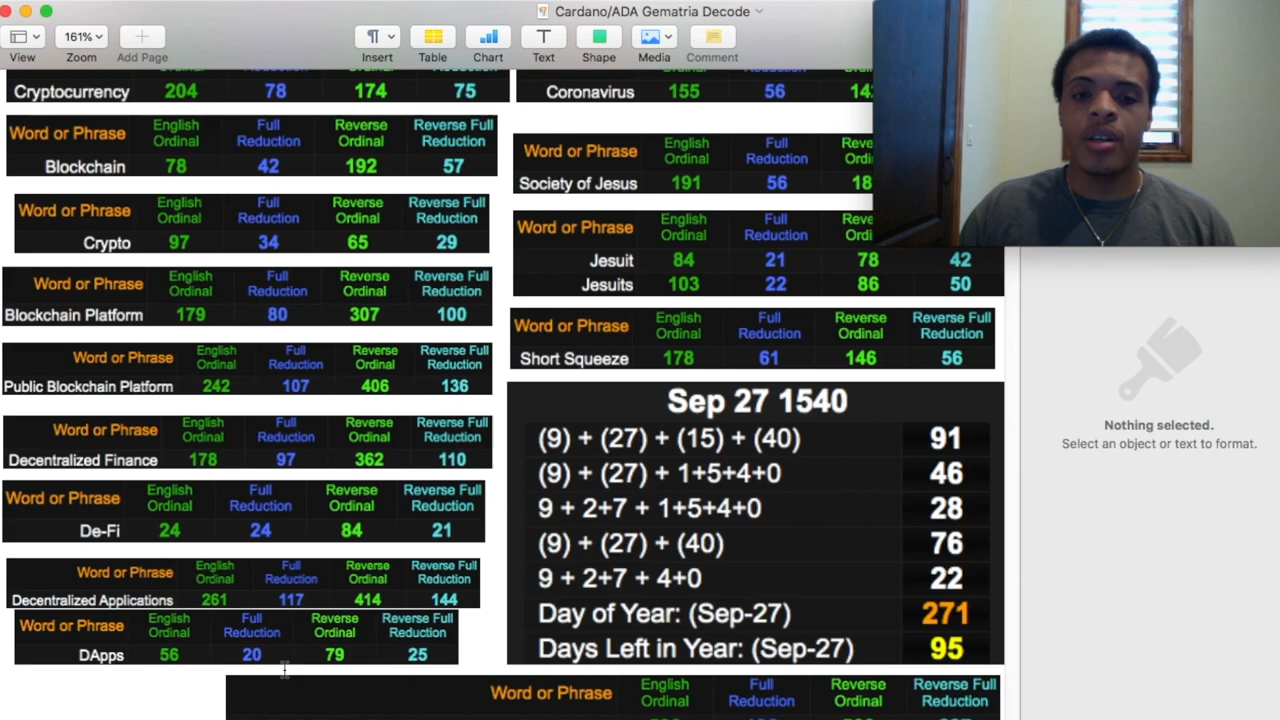 Cardano/ADA Gematria Decode
161%
View
Zoom
Add Page
Insert
Table
Chart
Text
Shape
Media
Comment
Cryptocurrency 204 78 174 75
Word or Phrase English Ordinal Full Reduction Reverse Ordinal Reverse Full Reduction
Blockchain 78 42 192 57
Word or Phrase English Ordinal Full Reduction Reverse Ordinal Reverse Full Reduction
Crypto 97 34 65 29
Word or Phrase English Ordinal Full Reduction Reverse Ordinal Reverse Full Reduction
Blockchain Platform 179 80 307 100
Word or Phrase English Ordinal Full Reduction Reverse Ordinal Reverse Full Reduction
Public Blockchain Platform 242 107 406 136
Word or Phrase English Ordinal Full Reduction Reverse Ordinal Reverse Full Reduction
Decentralized Finance 178 97 362 110
Word or Phrase English Ordinal Full Reduction Reverse Ordinal Reverse Full Reduction
De-Fi 24 24 84 21
Word or Phrase English Ordinal Full Reduction Reverse Ordinal Reverse Full Reduction
Decentralized Applications 261 117 414 144
Word or Phrase English Ordinal Full Reduction Reverse Ordinal Reverse Full Reduction
DApps 56 20 79 25
Coronavirus 155 56
Word or Phrase English Ordinal Full Reduction
Society of Jesus 191 56
Word or Phrase English Ordinal Full Reduction
Jesuit 84 21 78 42
Jesuits 103 22 86 50
Word or Phrase English Ordinal Full Reduction Reverse Ordinal Reverse Full Reduction
Short Squeeze 178 61 146 56
Sep 27 1540
(9) + (27) + (15) + (40) 91
(9) + (27) + 1+5+4+0 46
9 + 2+7 + 1+5+4+0 28
(9) + (27) + (40) 76
9 + 2+7 + 4+0 22
Day of Year: (Sep-27) 271
Days Left in Year: (Sep-27) 95
Word or Phrase English Ordinal Full Reduction Reverse Ordinal Reverse Full Reduction
Nothing selected.
Select an object or text to format.